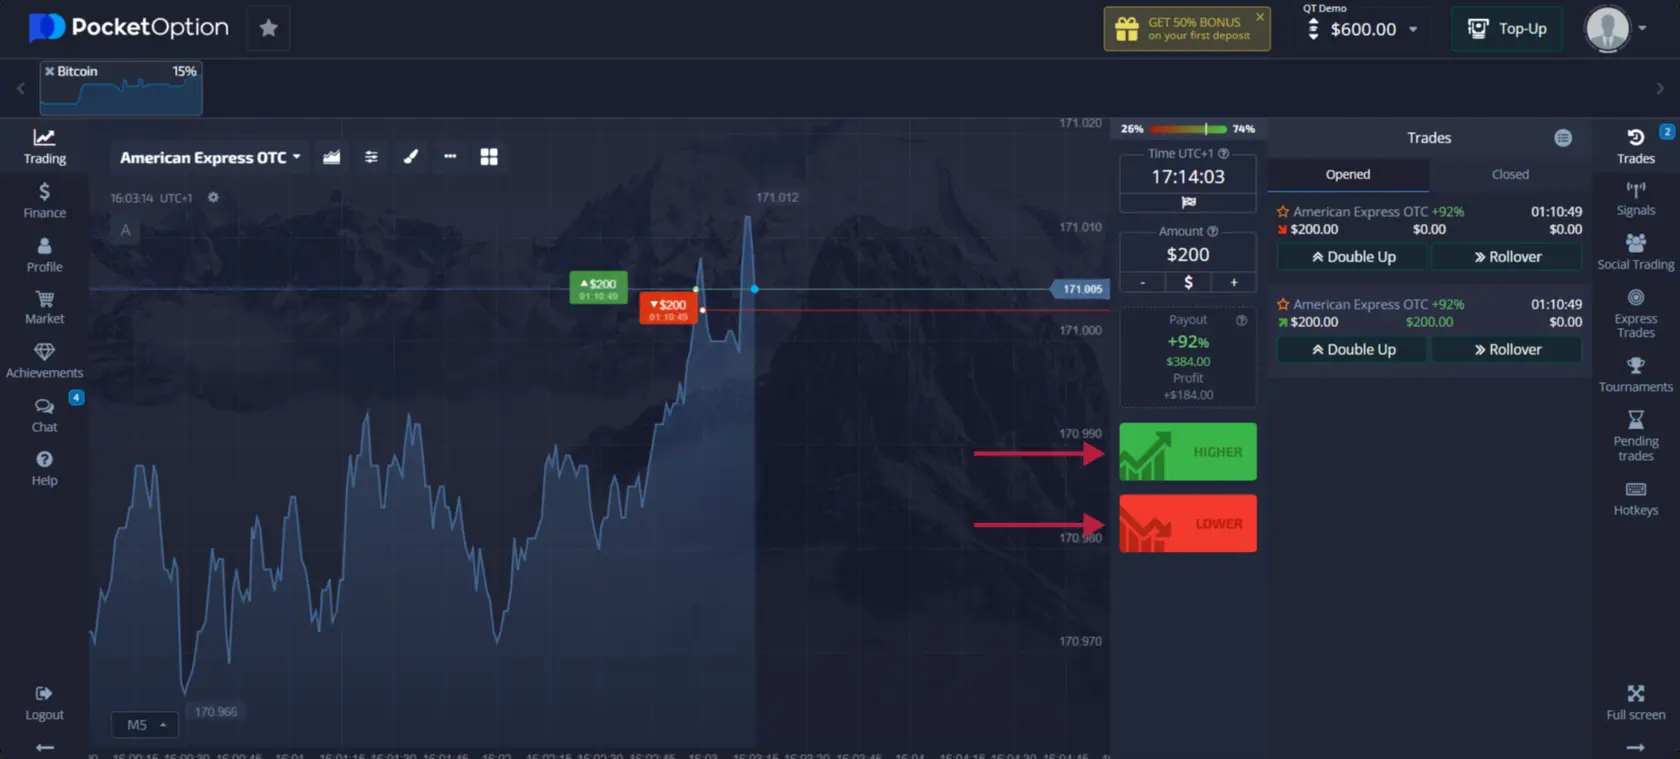 PocketOption
GET 50% BONUS
on your first deposit
QT Demo
$600.00
Top-Up
Bitcoin
15%
Trading
Finance
Profile
Market
Achievements
4
Chat
Help
Logout
American Express OTC
16:03:14 UTC+1
A
171.012
$200
01:10:49
$200
01:10:49
170.966
M5
171.020
171.010
171.005
171.000
170.990
170.980
170.970
16:00:15 16:00:30 16:00:45 16:01 16:01:15 16:01:30 16:01:45 16:02 16:02:15 16:02:30 16:02:45 16:03 16:03:15 16:03:30 16:03:45 16:04 16:04:15 16:04:30 16:04:45
26%
74%
Time UTC+1
17:14:03
Amount
$200
- $ +
Payout
+92%
$384.00
Profit
+$184.00
HIGHER
LOWER
Trades
Opened
Closed
American Express OTC +92% 01:10:49
$200.00 $0.00 $0.00
Double Up
Rollover
American Express OTC +92% 01:10:49
$200.00 $200.00 $0.00
Double Up
Rollover
2
Trades
Signals
Social Trading
Express
Trades
Tournaments
Pending
trades
Hotkeys
Full screen